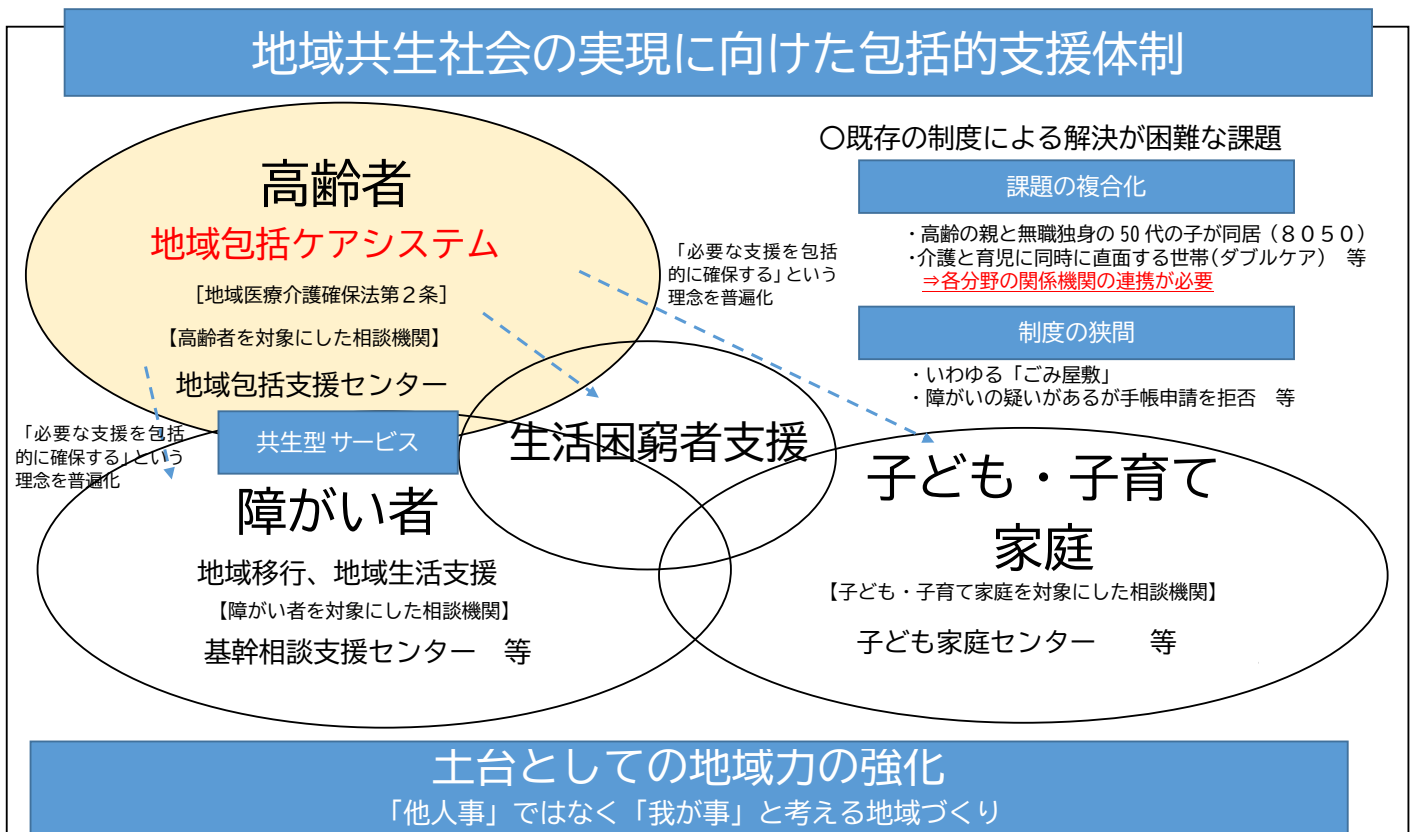 地域共生社会の実現に向けた包括的支援体制
高齢者
地域包括ケアシステム
[地域医療介護確保法第２条]
【高齢者を対象にした相談機関】
地域包括支援センター
「必要な支援を包括
的に確保する」という
理念を普遍化
〇既存の制度による解決が困難な課題
課題の複合化
・高齢の親と無職独身の 50 代の子が同居（８０５０）
・介護と育児に同時に直面する世帯（ダブルケア）　等
⇒各分野の関係機関の連携が必要
制度の狭間
・いわゆる「ごみ屋敷」
・障がいの疑いがあるが手帳申請を拒否　等
「必要な支援を包括
的に確保する」という
理念を普遍化
共生型サービス
生活困窮者支援
障がい者
地域移行、地域生活支援
【障がい者を対象にした相談機関】
基幹相談支援センター　等
子ども・子育て
家庭
【子ども・子育て家庭を対象にした相談機関】
子ども家庭センター　　等
土台としての地域力の強化
「他人事」ではなく「我が事」と考える地域づくり